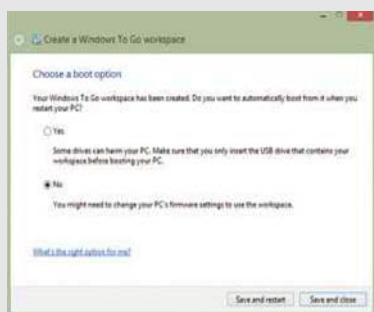 Create a Windows To Go workspace
Choose a boot option
Your Windows To Go workspace has been created. Do you want to automatically boot from it when you
restart your PC?
Yes
Some drives can harm your PC. Make sure that you only insert the USB drive that contains your
workspace before booting your PC.
No
You might need to change your PC's firmware settings to use the workspace.
What's the right option for me?
Save and restart
Save and close